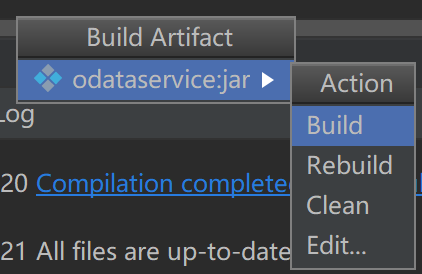 Build Artifact
odataservice:jar
Action
Build
Log
Rebuild
20 Compilation completed
Clean
21 All files are up-to-date
Edit...